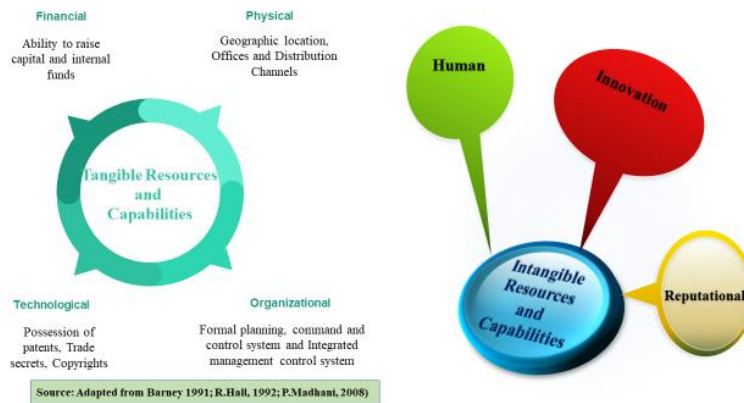 Financial
Ability to raise
capital and internal
funds
Physical
Geographic location,
Offices and Distribution
Channels
Tangible Resources
and
Capabilities
Technological
Possession of
patents, Trade
secrets, Copyrights
Organizational
Formal planning, command and
control system and Integrated
management control system
Source: Adapted from Barney 1991; R.Hall, 1992; P.Madhani, 2008)
Human
Innovation
Intangible
Resources
and
Capabilities
Reputational